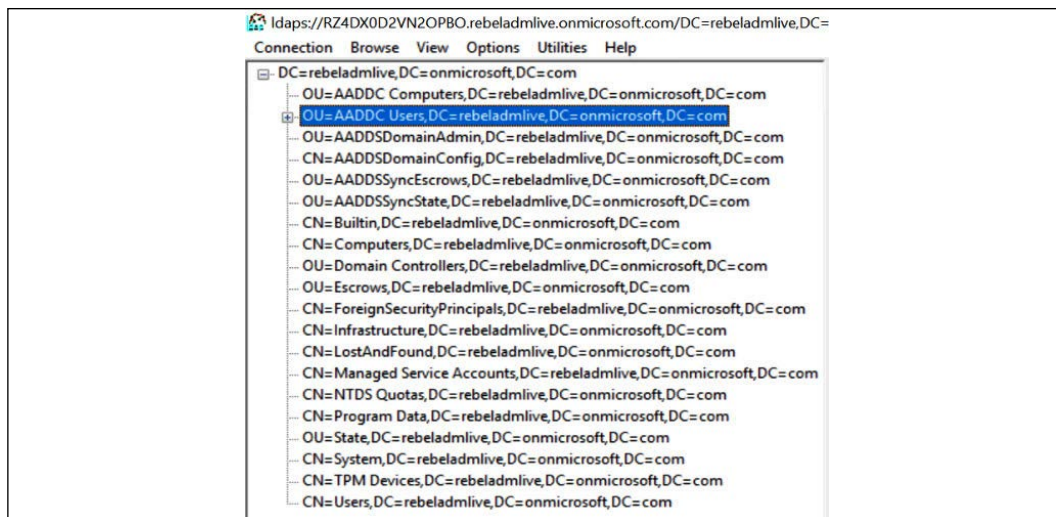 ldaps://RZ4DX0D2VN2OPBO.rebeladmlive.onmicrosoft.com/DC=rebeladmlive,DC=
Connection Browse View Options Utilities Help
DC=rebeladmlive,DC=onmicrosoft,DC=com
OU=AADDC Computers,DC=rebeladmlive,DC=onmicrosoft,DC=com
OU=AADDC Users,DC=rebeladmlive,DC=onmicrosoft,DC=com
OU=AADDSDomainAdmin,DC=rebeladmlive,DC=onmicrosoft,DC=com
CN=AADDSDomainConfig,DC=rebeladmlive,DC=onmicrosoft,DC=com
OU=AADDSSyncEscrows,DC=rebeladmlive,DC=onmicrosoft,DC=com
OU=AADDSSyncState,DC=rebeladmlive,DC=onmicrosoft,DC=com
CN=Builtin,DC=rebeladmlive,DC=onmicrosoft,DC=com
CN=Computers,DC=rebeladmlive,DC=onmicrosoft,DC=com
OU=Domain Controllers,DC=rebeladmlive,DC=onmicrosoft,DC=com
OU=Escrows,DC=rebeladmlive,DC=onmicrosoft,DC=com
CN=ForeignSecurityPrincipals,DC=rebeladmlive,DC=onmicrosoft,DC=com
CN=Infrastructure,DC=rebeladmlive,DC=onmicrosoft,DC=com
CN=LostAndFound,DC=rebeladmlive,DC=onmicrosoft,DC=com
CN=Managed Service Accounts,DC=rebeladmlive,DC=onmicrosoft,DC=com
CN=NTDS Quotas,DC=rebeladmlive,DC=onmicrosoft,DC=com
CN=Program Data,DC=rebeladmlive,DC=onmicrosoft,DC=com
OU=State,DC=rebeladmlive,DC=onmicrosoft,DC=com
CN=System,DC=rebeladmlive,DC=onmicrosoft,DC=com
CN=TPM Devices,DC=rebeladmlive,DC=onmicrosoft,DC=com
CN=Users,DC=rebeladmlive,DC=onmicrosoft,DC=com